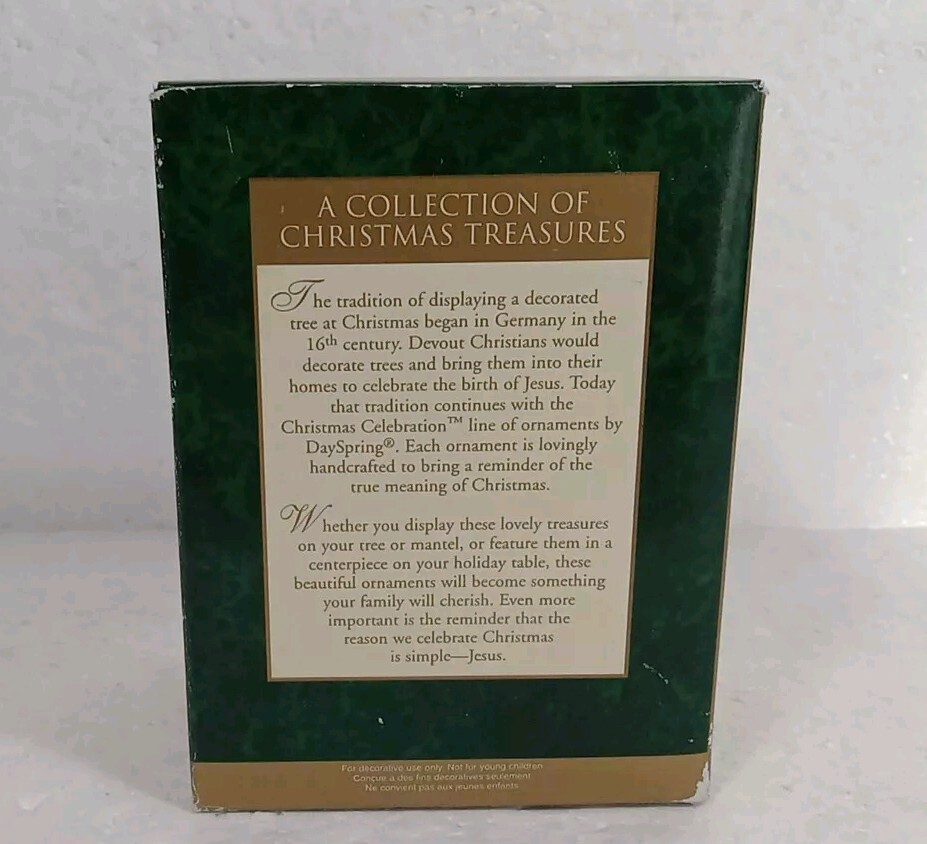 A COLLECTION OF
CHRISTMAS TREASURES
The tradition of displaying a decorated
tree at Christmas began in Germany in the
16th century. Devout Christians would
decorate trees and bring them into their
homes to celebrate the birth of Jesus. Today
that tradition continues with the
Christmas Celebration™ line of ornaments by
DaySpring®. Each ornament is lovingly
handcrafted to bring a reminder of the
true meaning of Christmas.
Whether you display these lovely treasures
on your tree or mantel, or feature them in a
centerpiece on your holiday table, these
beautiful ornaments will become something
your family will cherish. Even more
important is the reminder that the
reason we celebrate Christmas
is simple—Jesus.
For decorative use only. Not for young children.
Conçue à des fins décoratives seulement.
Ne convient pas aux jeunes enfants.